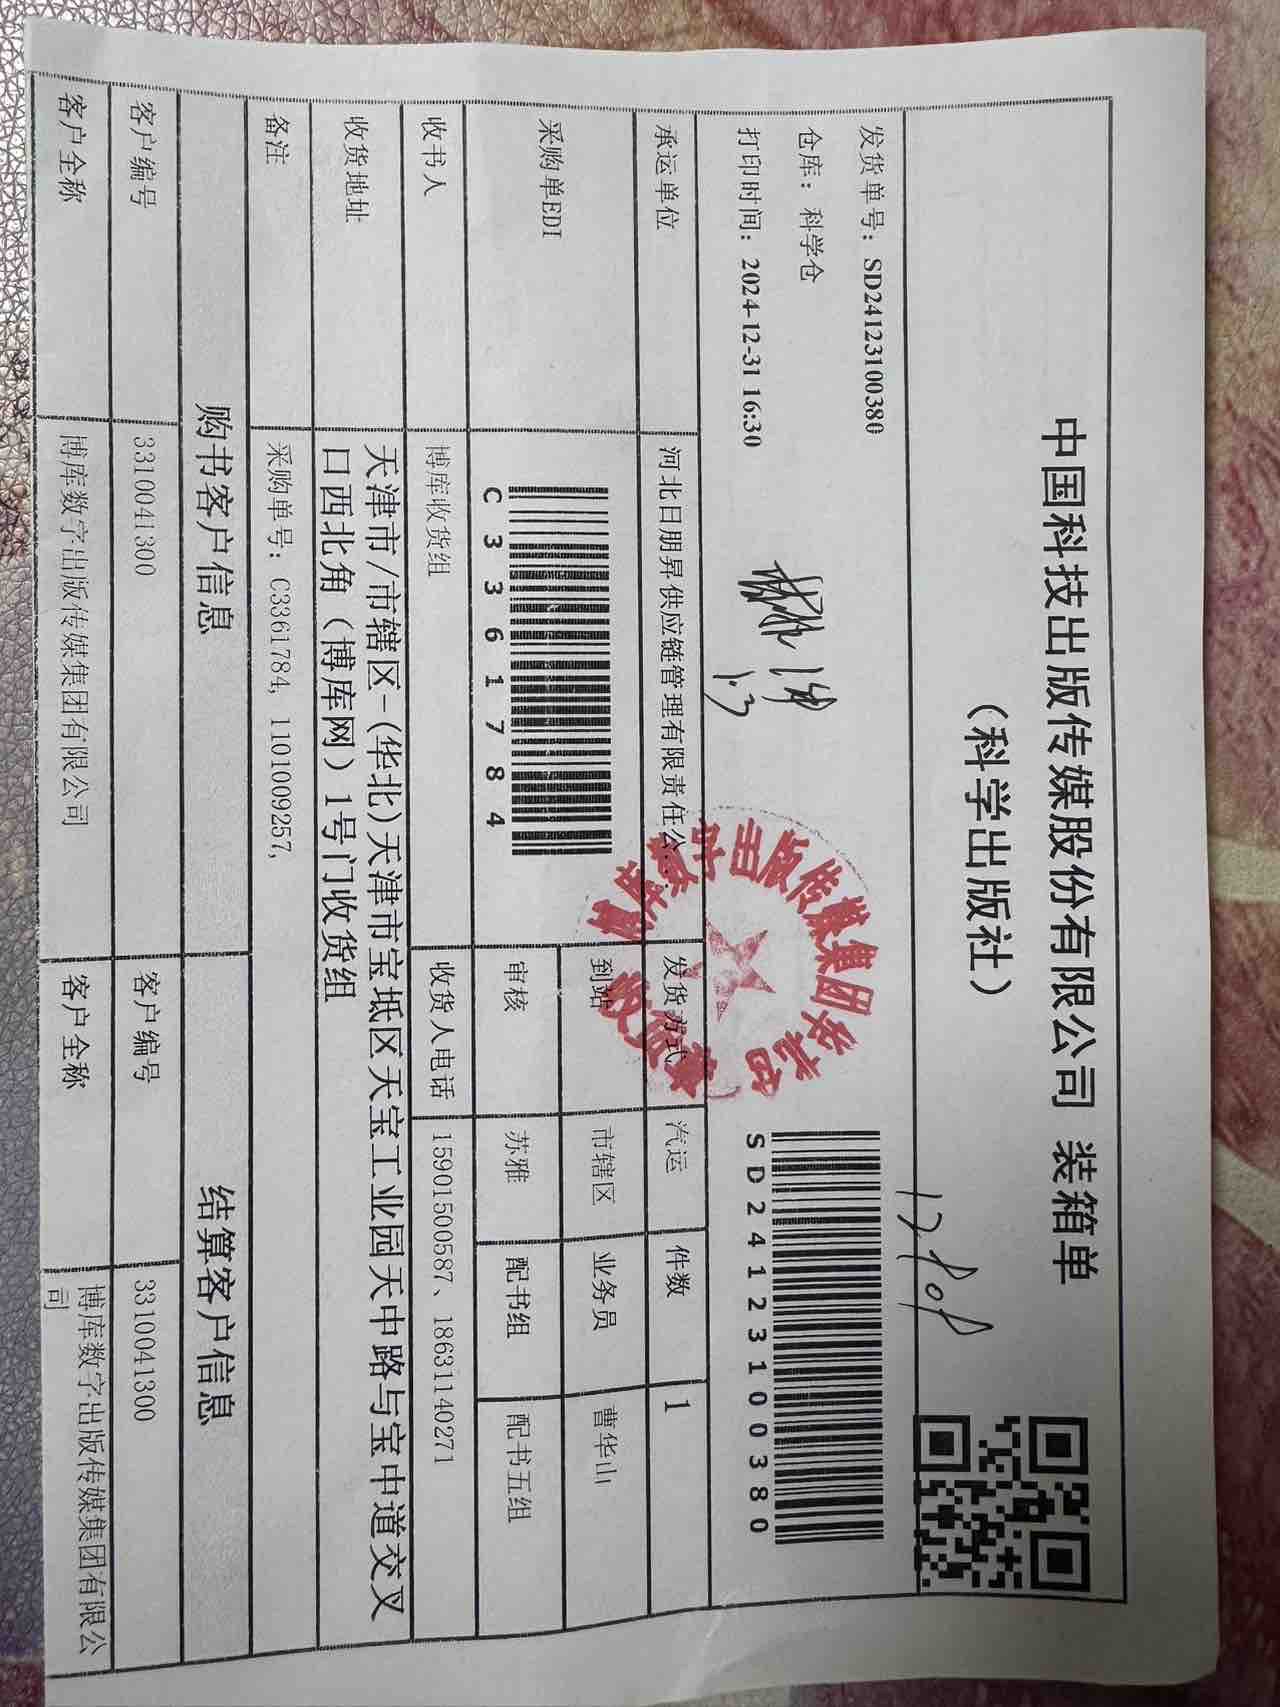 中国科技出版传媒股份有限公司 装箱单
（科学出版社）
发货单号：SD24123100380
仓库：科学仓
打印时间：2024-12-31 16:30
SD24123100380
1.3
承运单位 河北日朋昇供应链管理有限责任公... 发货方式 汽运 件数 1
采购单EDI C3361784 到站 市辖区 业务员 曹华山
审核 苏雅 配书组 配书五组
收书人 博库收货组 收货人电话 15901500587、18631140271
收货地址 天津市/市辖区-(华北)天津市宝坻区天宝工业园天中路与宝中道交叉
口西北角（博库网）1号门收货组
备注 采购单号：C3361784, 1101009257,
购书客户信息 结算客户信息
客户编号 3310041300 客户编号 3310041300
客户全称 博库数字出版传媒集团有限公司 客户全称 博库数字出版传媒集团有限公
司